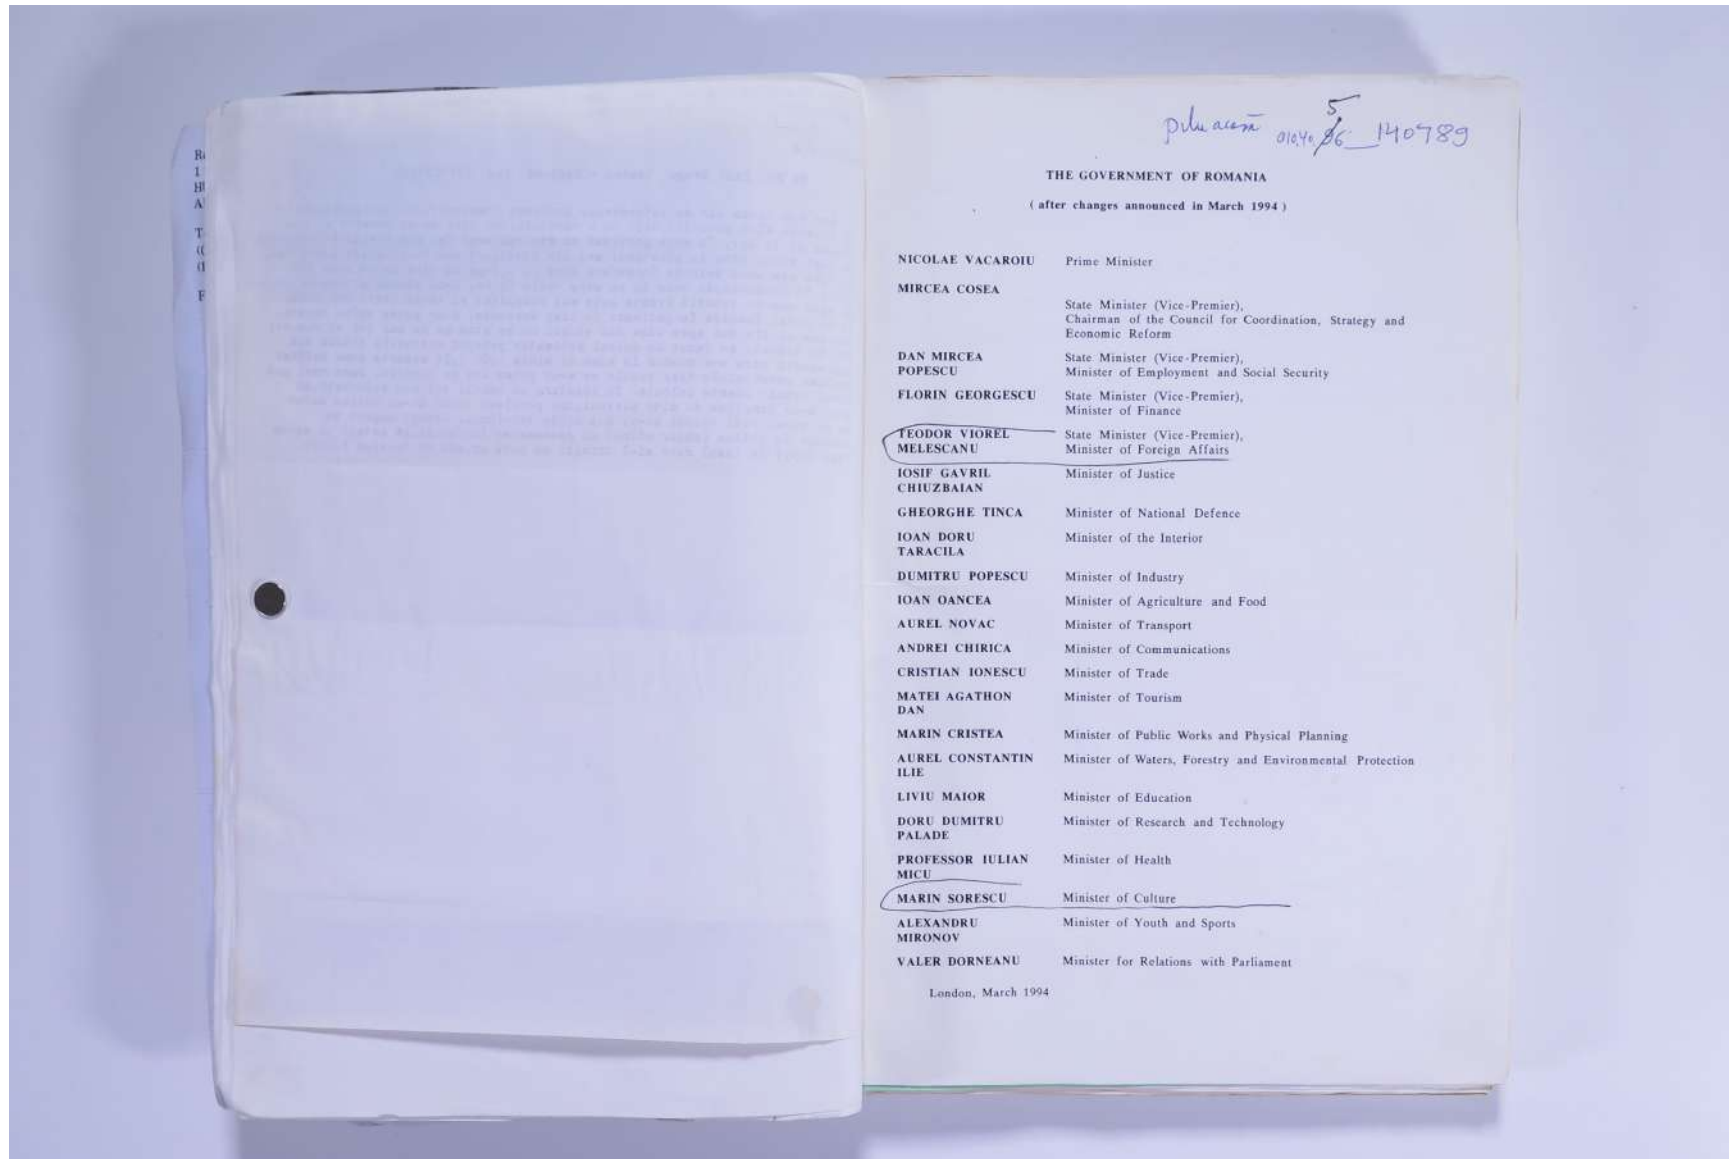 5
0104086 140789
THE GOVERNMENT OF ROMANIA
( after changes announced in March 1994 )
NICOLAE VACAROIU Prime Minister
MIRCEA COSEA
State Minister (Vice-Premier),
Chairman of the Council for Coordination, Strategy and
Economic Reform
DAN MIRCEA State Minister (Vice-Premier),
POPESCU Minister of Employment and Social Security
FLORIN GEORGESCU State Minister (Vice-Premier),
Minister of Finance
TEODOR VIOREL State Minister (Vice-Premier),
MELESCANU Minister of Foreign Affairs
IOSIF GAVRIL Minister of Justice
CHIUZBAIAN
GHEORGHE TINCA Minister of National Defence
IOAN DORU Minister of the Interior
TARACILA
DUMITRU POPESCU Minister of Industry
IOAN OANCEA Minister of Agriculture and Food
AUREL NOVAC Minister of Transport
ANDREI CHIRICA Minister of Communications
CRISTIAN IONESCU Minister of Trade
MATEI AGATHON Minister of Tourism
DAN
MARIN CRISTEA Minister of Public Works and Physical Planning
AUREL CONSTANTIN Minister of Waters, Forestry and Environmental Protection
ILIE
LIVIU MAIOR Minister of Education
DORU DUMITRU Minister of Research and Technology
PALADE
PROFESSOR IULIAN Minister of Health
MICU
MARIN SORESCU Minister of Culture
ALEXANDRU Minister of Youth and Sports
MIRONOV
VALER DORNEANU Minister for Relations with Parliament
London, March 1994